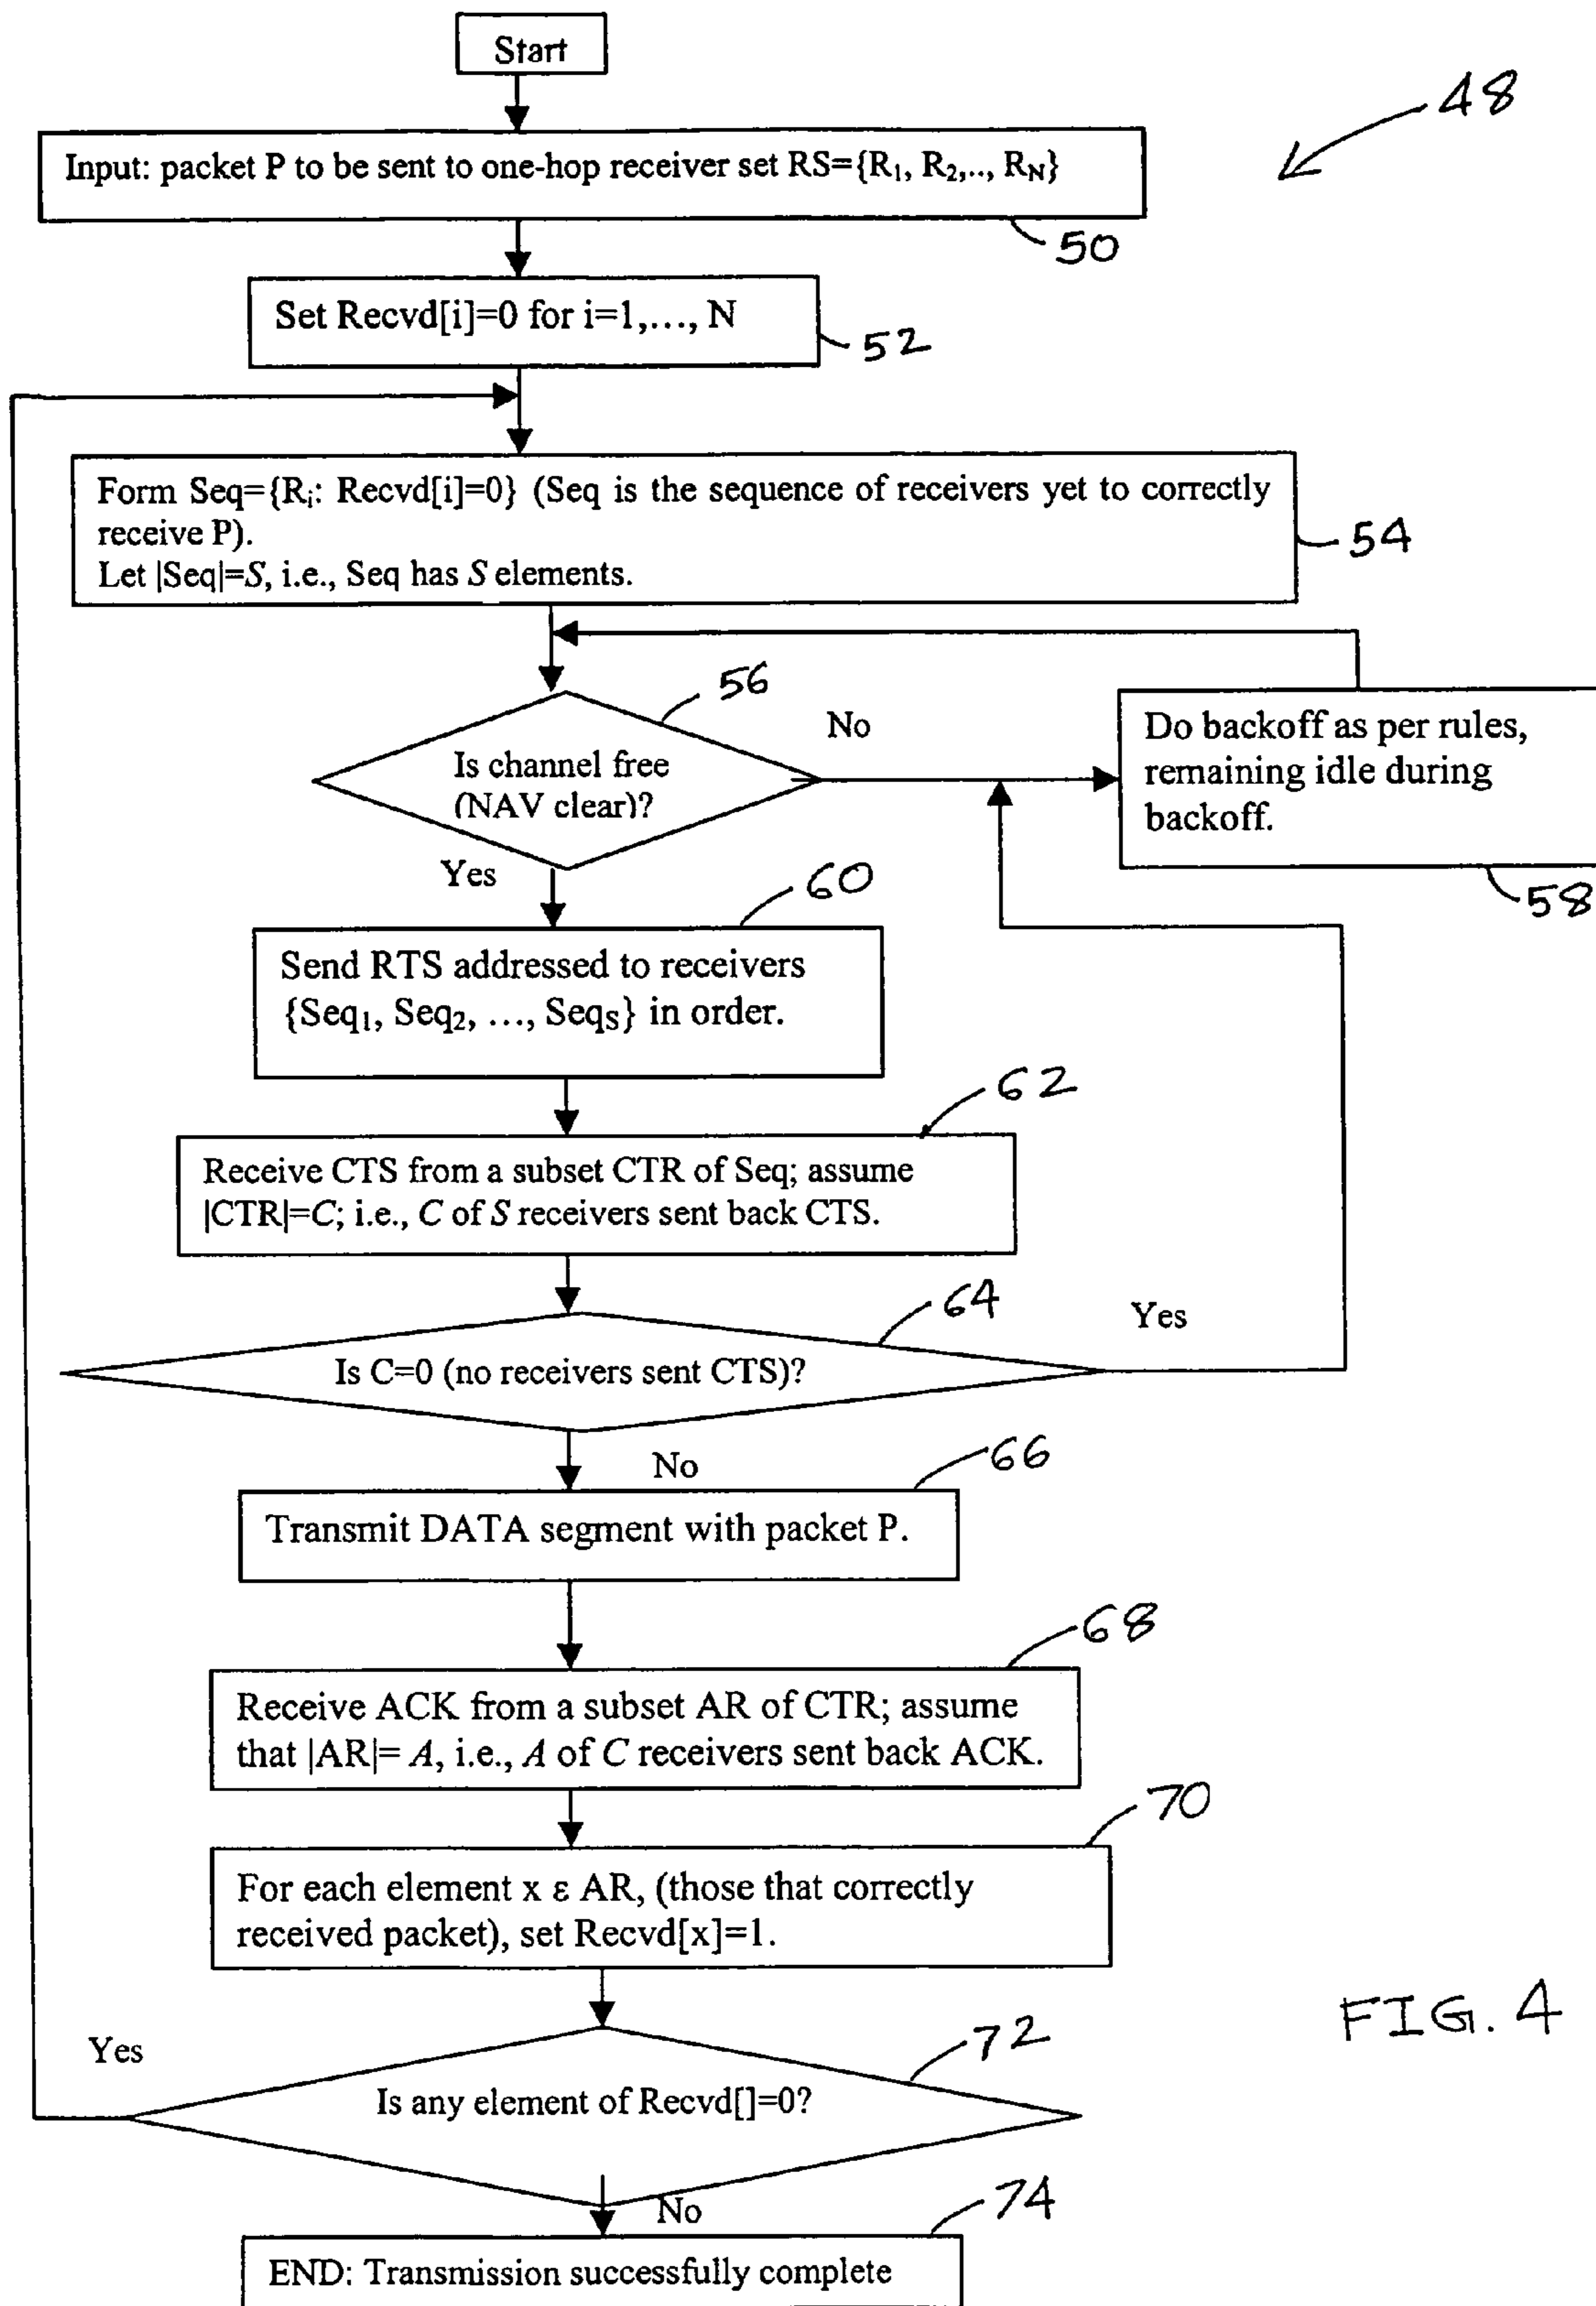 Start
48
Input: packet P to be sent to one-hop receiver set RS={R₁, R₂,.., R_N}
50
Set Recvd[i]=0 for i=1,…, N
52
Form Seq={Rᵢ: Recvd[i]=0} (Seq is the sequence of receivers yet to correctly
receive P).
Let |Seq|=S, i.e., Seq has S elements.
54
56
No
Is channel free
(NAV clear)?
Do backoff as per rules,
remaining idle during
backoff.
58
Yes
60
Send RTS addressed to receivers
{Seq₁, Seq₂, …, Seq_S} in order.
62
Receive CTS from a subset CTR of Seq; assume
|CTR|=C; i.e., C of S receivers sent back CTS.
64
Yes
Is C=0 (no receivers sent CTS)?
No
66
Transmit DATA segment with packet P.
68
Receive ACK from a subset AR of CTR; assume
that |AR|= A, i.e., A of C receivers sent back ACK.
70
For each element x ε AR, (those that correctly
received packet), set Recvd[x]=1.
FIG. 4
Yes
72
Is any element of Recvd[]=0?
No
74
END: Transmission successfully complete